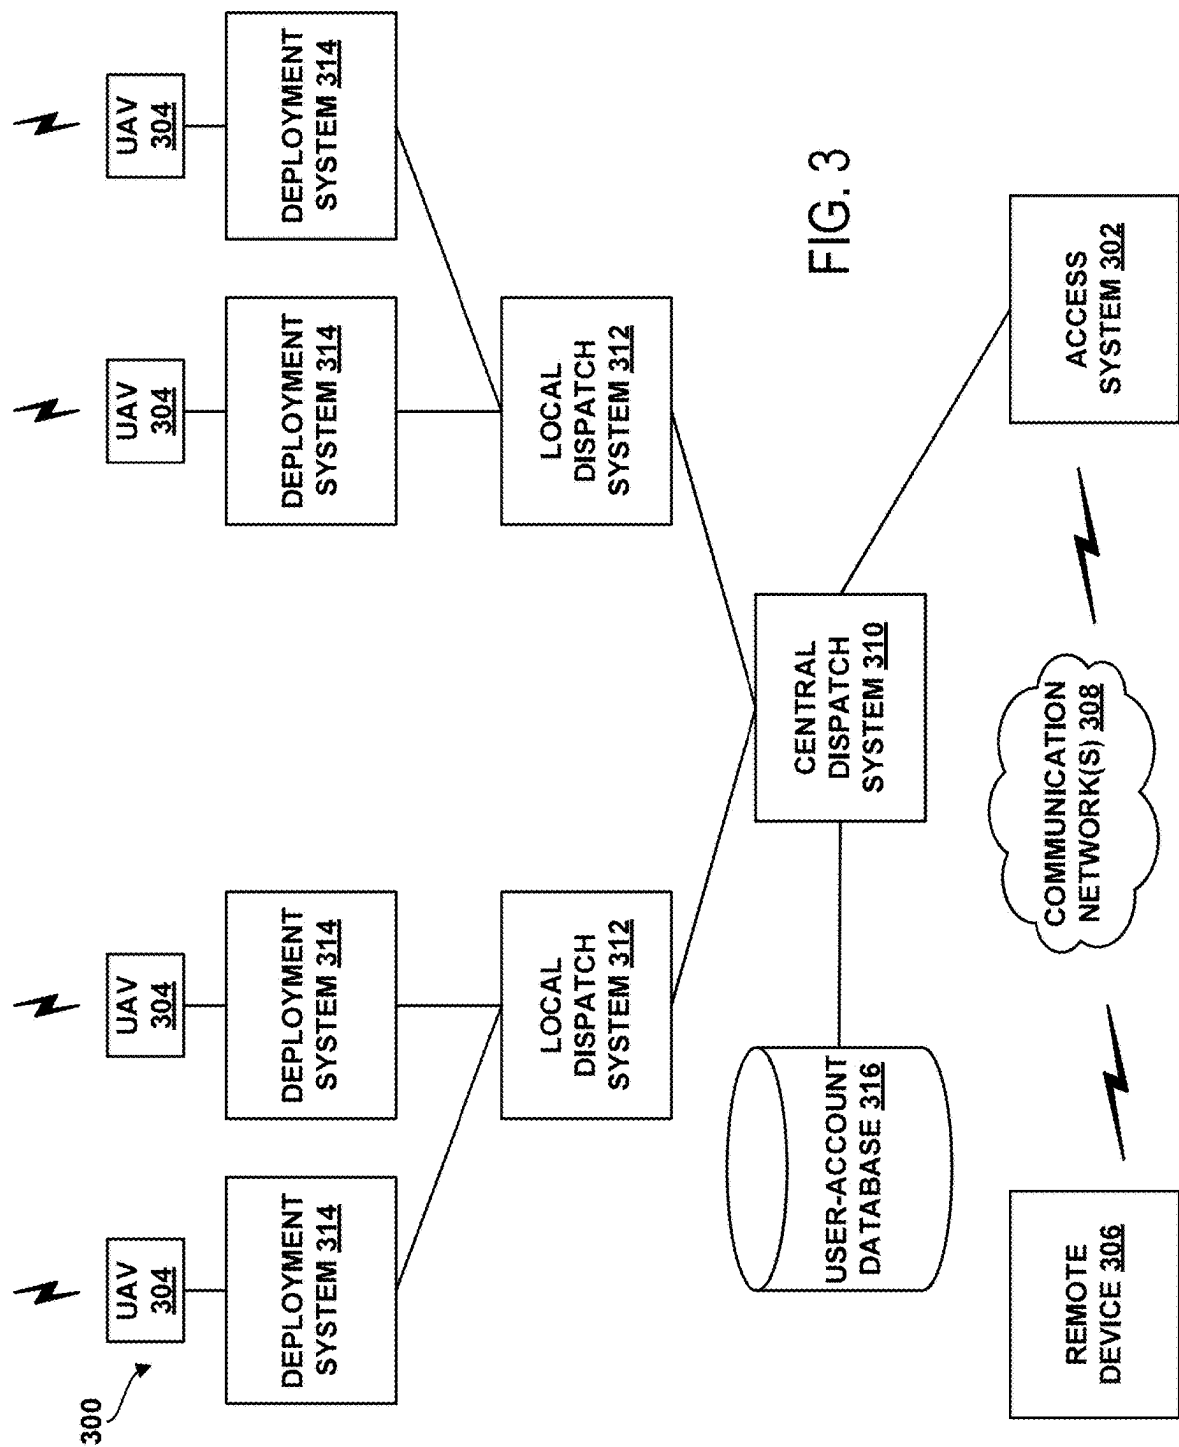 300
UAV
304
UAV
304
UAV
304
UAV
304
DEPLOYMENT
SYSTEM 314
DEPLOYMENT
SYSTEM 314
DEPLOYMENT
SYSTEM 314
DEPLOYMENT
SYSTEM 314
LOCAL
DISPATCH
SYSTEM 312
LOCAL
DISPATCH
SYSTEM 312
USER-ACCOUNT
DATABASE 316
CENTRAL
DISPATCH
SYSTEM 310
FIG. 3
REMOTE
DEVICE 306
COMMUNICATION
NETWORK(S) 308
ACCESS
SYSTEM 302